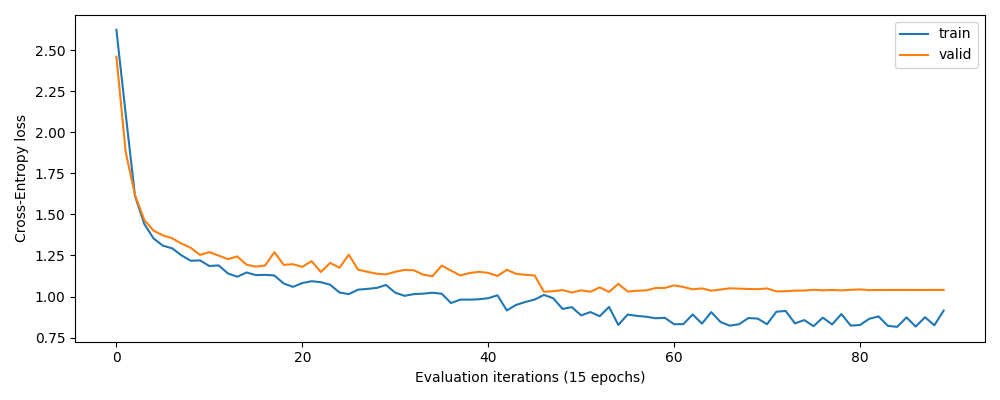 train
valid
2.50
2.25
2.00
1.75
1.50
1.25
1.00
0.75
Cross-Entropy loss
0 20 40 60 80
Evaluation iterations (15 epochs)